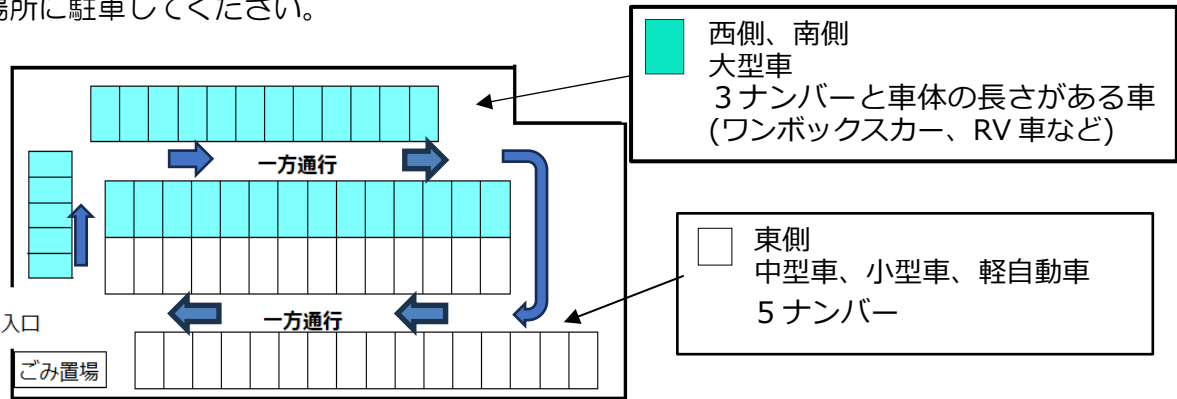 場所に駐車してください。
西側、南側
大型車
３ナンバーと車体の長さがある車
(ワンボックスカー、RV 車など)
一方通行
東側
中型車、小型車、軽自動車
５ナンバー
入口
一方通行
ごみ置場